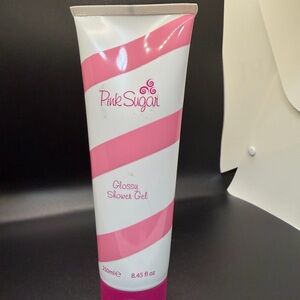 Pink Sugar
Glossy
Shower Gel
250ml e 8.45 fl oz